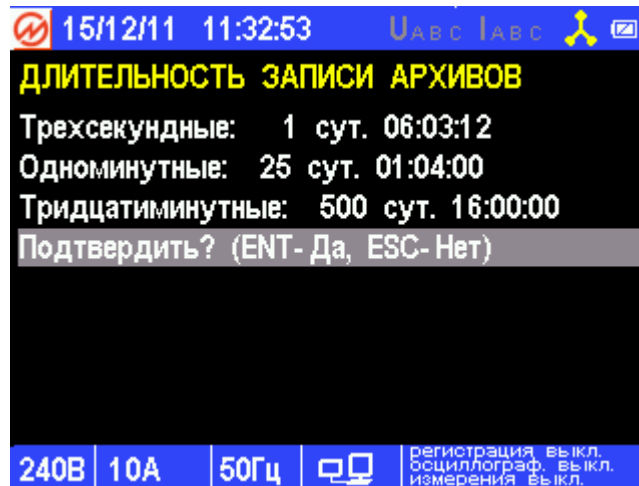 15/12/11 11:32:53 UABC IABC
ДЛИТЕЛЬНОСТЬ ЗАПИСИ АРХИВОВ
Трехсекундные: 1 сут. 06:03:12
Одноминутные: 25 сут. 01:04:00
Тридцатиминутные: 500 сут. 16:00:00
Подтвердить? (ENT- Да, ESC- Нет)
240В 10А 50Гц
регистрация выкл.
осциллограф. выкл.
измерения выкл.